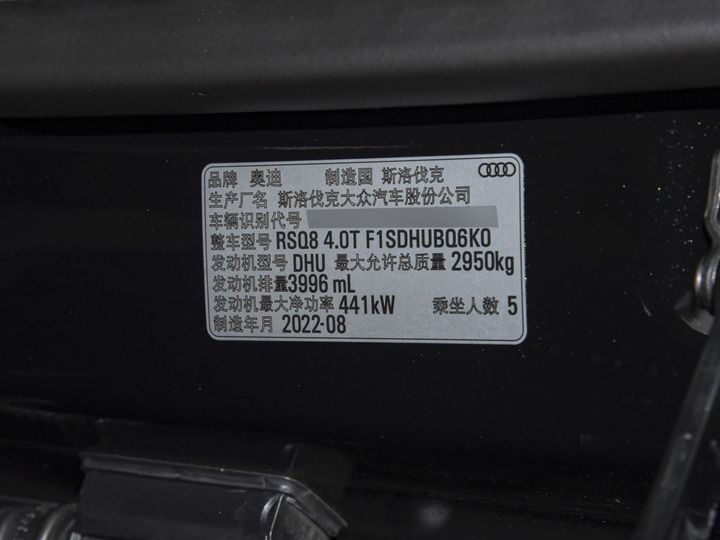 品牌 奥迪 制造国 斯洛伐克
生产厂名 斯洛伐克大众汽车股份公司
车辆识别代号
整车型号 RSQ8 4.0T F1SDHUBQ6K0
发动机型号 DHU 最大允许总质量 2950kg
发动机排量3996 mL
发动机最大净功率 441kW 乘坐人数 5
制造年月 2022-08